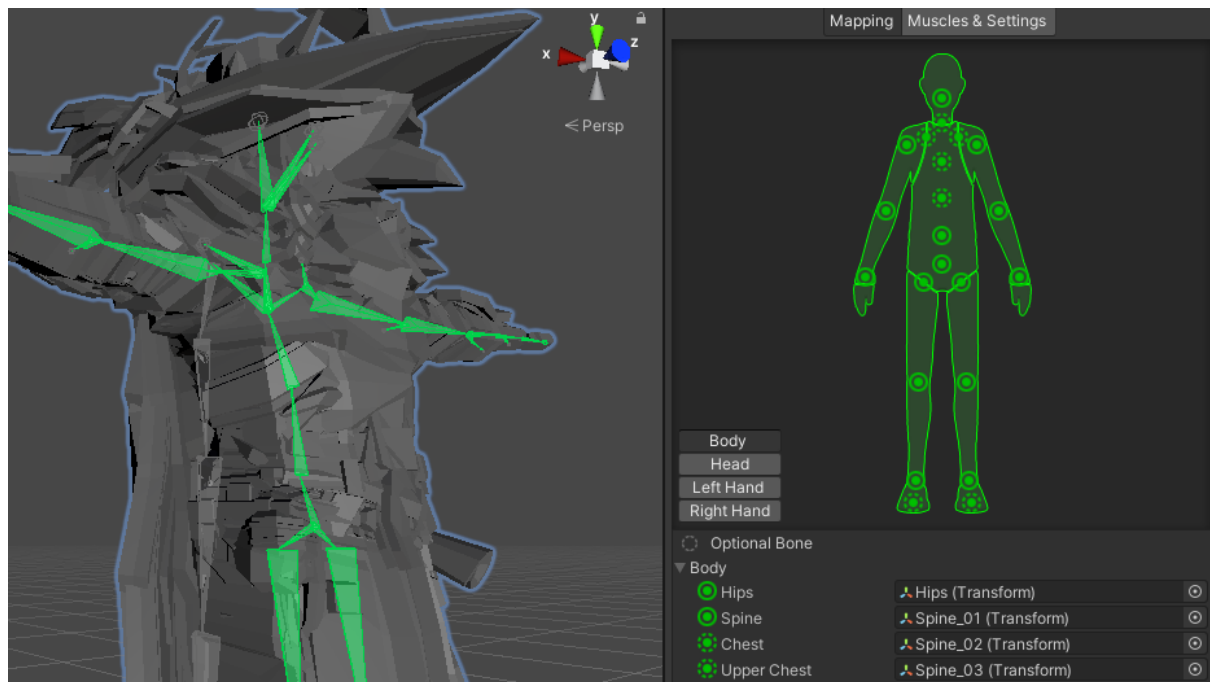 y
x
z
Persp
Mapping
Muscles & Settings
Body
Head
Left Hand
Right Hand
Optional Bone
Body
Hips
Hips (Transform)
Spine
Spine_01 (Transform)
Chest
Spine_02 (Transform)
Upper Chest
Spine_03 (Transform)